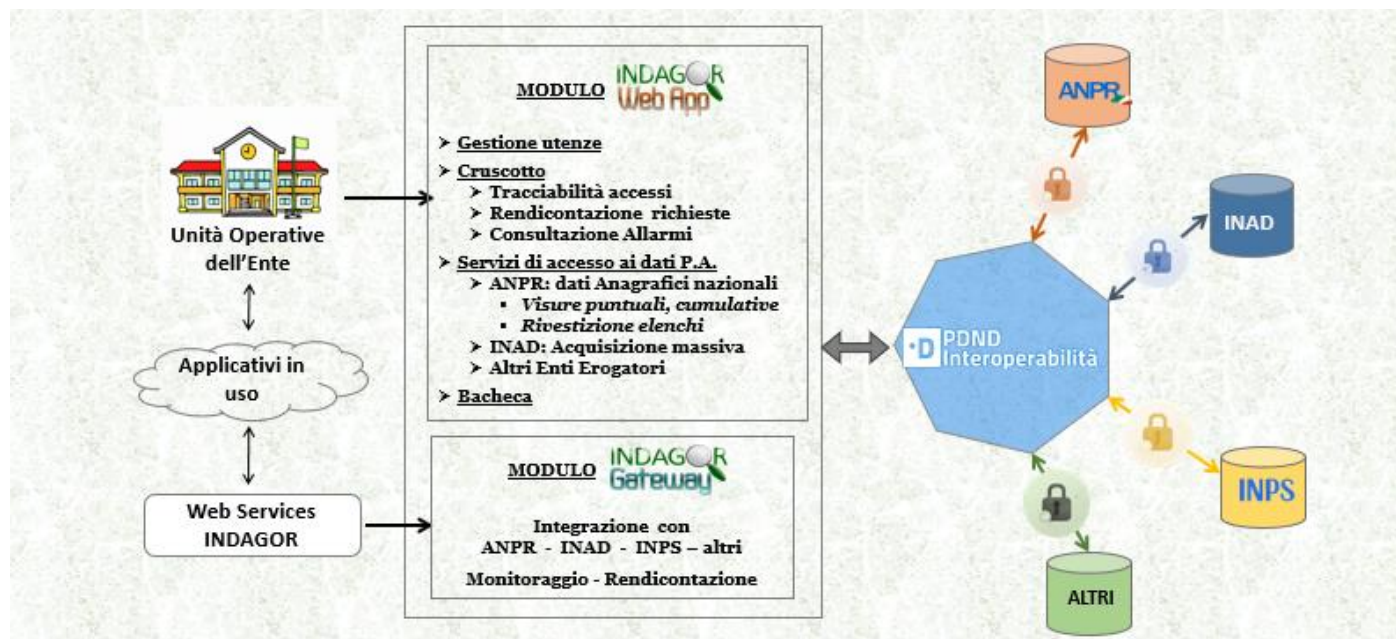 Unità Operative
dell'Ente
Applicativi in
uso
Web Services
INDAGOR
MODULO INDAGOR
Web App
➤ Gestione utenze
➤ Cruscotto
➤ Tracciabilità accessi
➤ Rendicontazione richieste
➤ Consultazione Allarmi
➤ Servizi di accesso ai dati P.A.
➤ ANPR: dati Anagrafici nazionali
▪ Visure puntuali, cumulative
▪ Rivestizione elenchi
➤ INAD: Acquisizione massiva
➤ Altri Enti Erogatori
➤ Bacheca
MODULO INDAGOR
Gateway
Integrazione con
ANPR - INAD - INPS – altri
Monitoraggio - Rendicontazione
·D PDND
Interoperabilità
ANPR
INAD
INPS
ALTRI